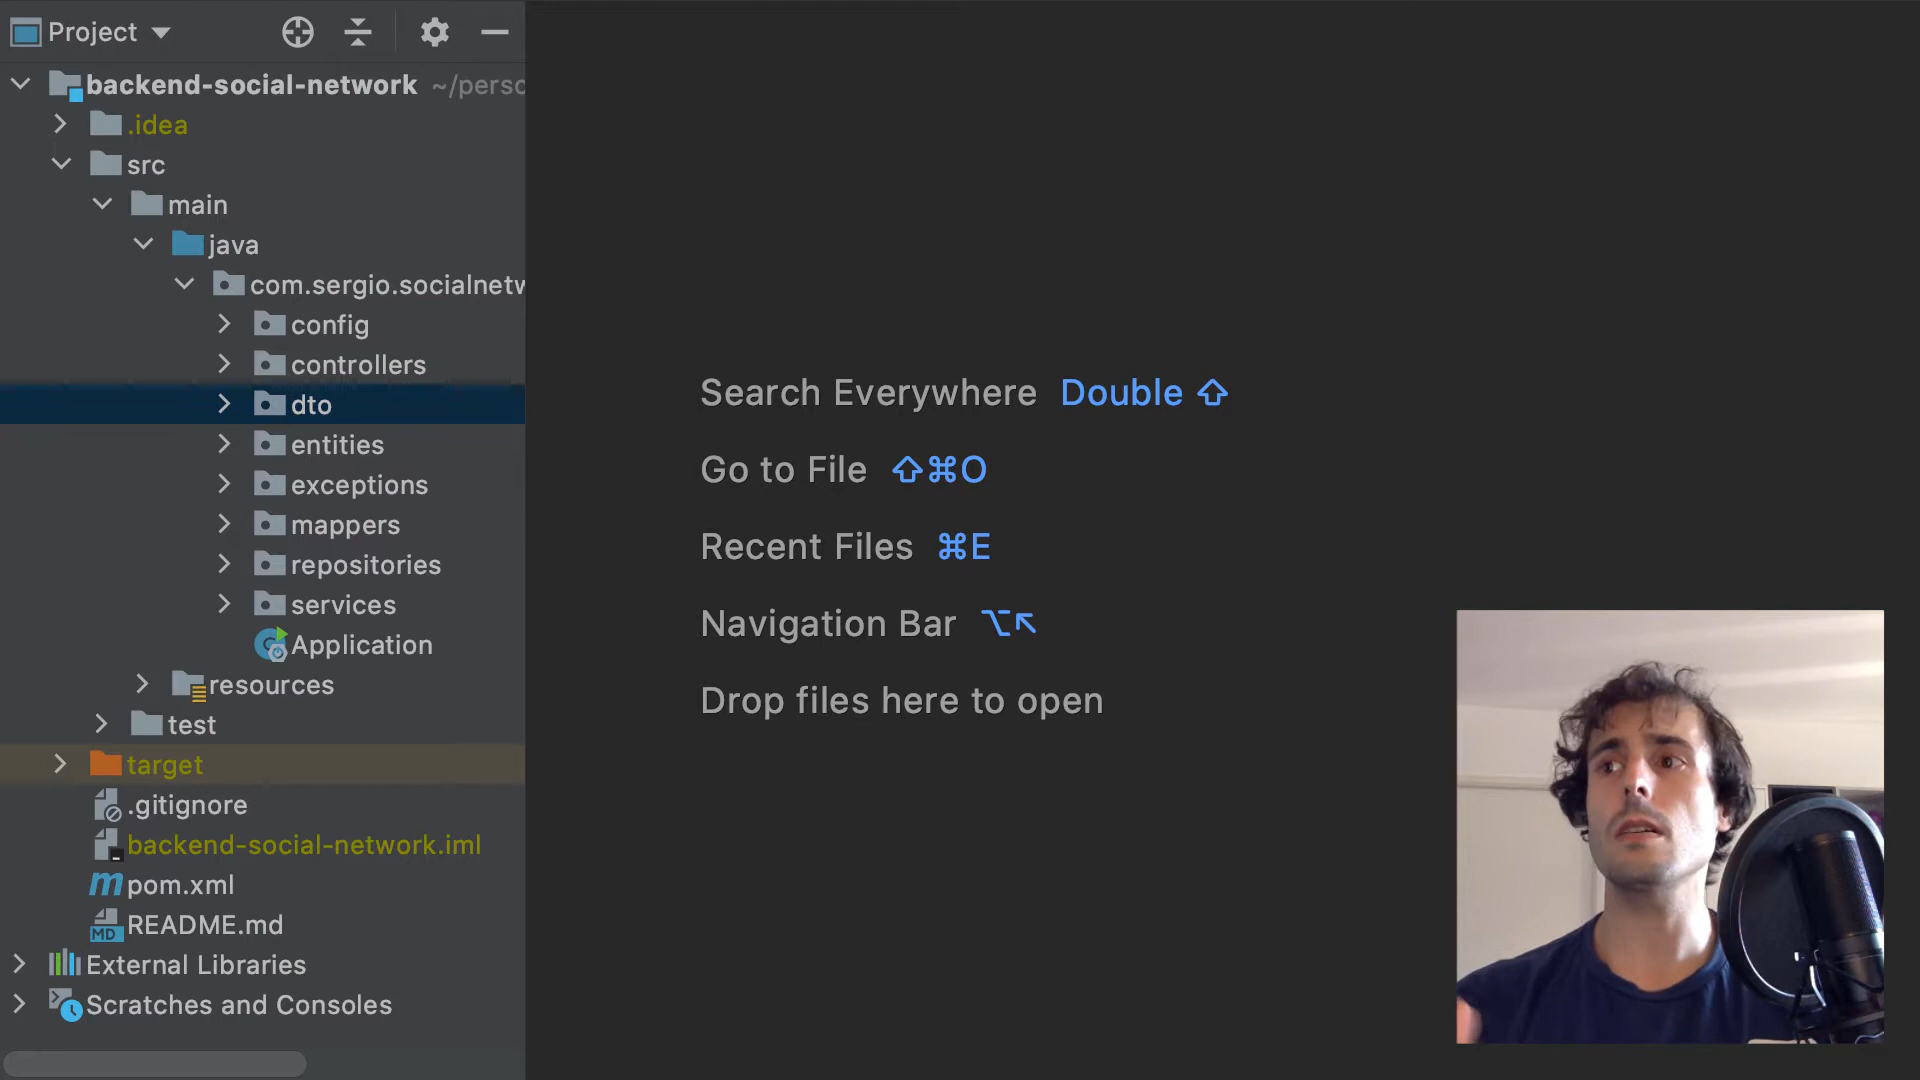 Project
backend-social-network ~/perso
.idea
src
main
java
com.sergio.socialnetw
config
controllers
dto
entities
exceptions
mappers
repositories
services
Application
resources
test
target
.gitignore
backend-social-network.iml
pom.xml
README.md
External Libraries
Scratches and Consoles
Search Everywhere Double ⇧
Go to File ⇧⌘O
Recent Files ⌘E
Navigation Bar ⌥↖
Drop files here to open